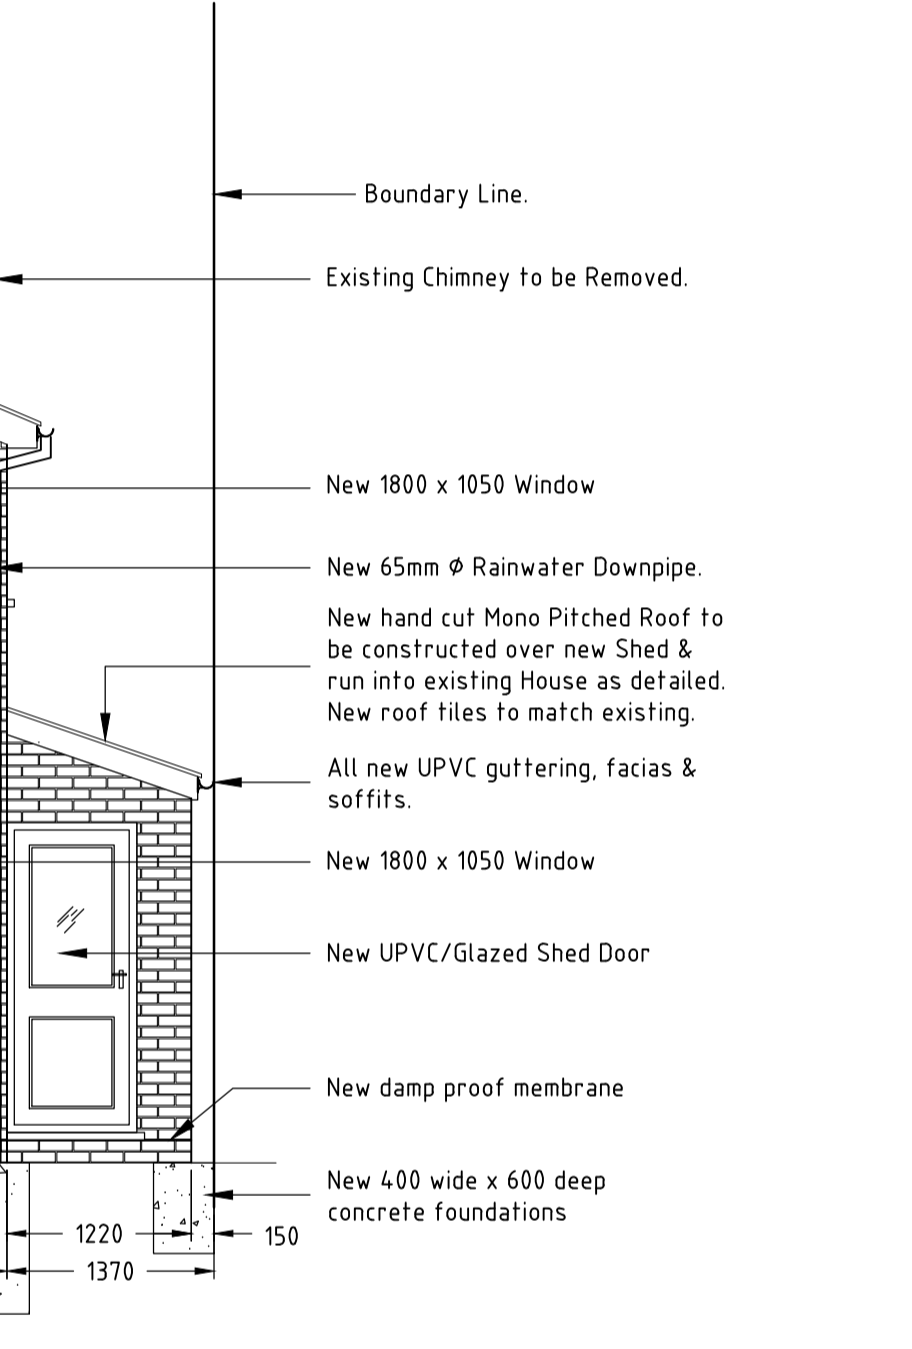 Boundary Line.
Existing Chimney to be Removed.
New 1800 x 1050 Window
New 65mm Ø Rainwater Downpipe.
New hand cut Mono Pitched Roof to
be constructed over new Shed &
run into existing House as detailed.
New roof tiles to match existing.
All new UPVC guttering, facias &
soffits.
New 1800 x 1050 Window
New UPVC/Glazed Shed Door
New damp proof membrane
New 400 wide x 600 deep
concrete foundations
1220
150
1370